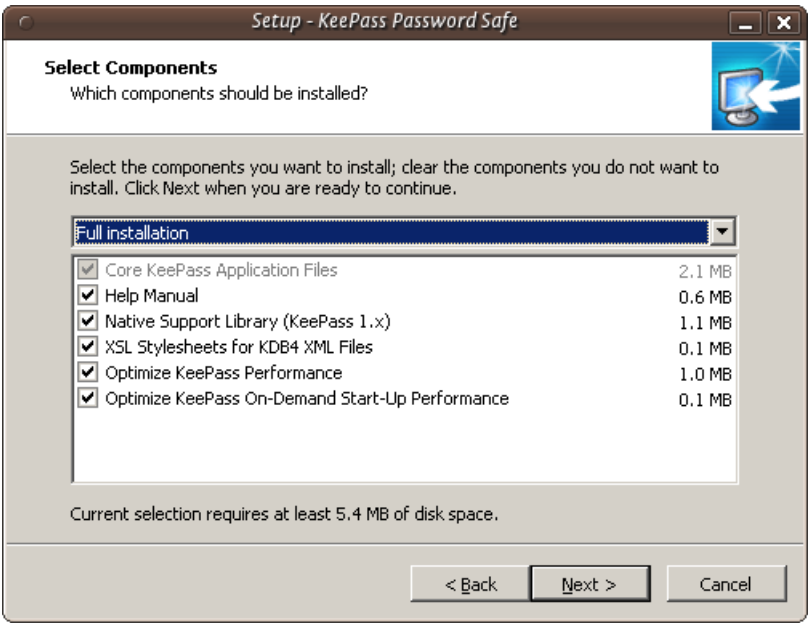 Setup - KeePass Password Safe
Select Components
Which components should be installed?
Select the components you want to install; clear the components you do not want to
install. Click Next when you are ready to continue.
Full installation
Core KeePass Application Files 2.1 MB
Help Manual 0.6 MB
Native Support Library (KeePass 1.x) 1.1 MB
XSL Stylesheets for KDB4 XML Files 0.1 MB
Optimize KeePass Performance 1.0 MB
Optimize KeePass On-Demand Start-Up Performance 0.1 MB
Current selection requires at least 5.4 MB of disk space.
< Back Next > Cancel